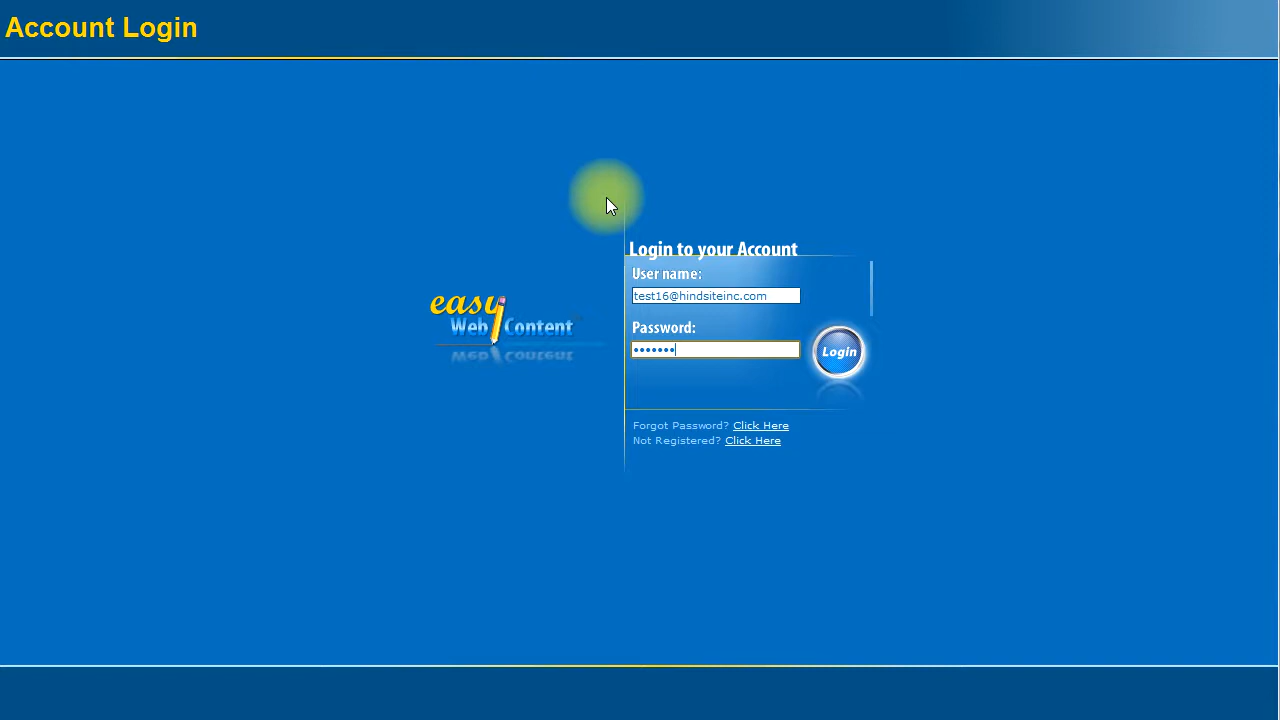 Account Login
Login to your Account
User name:
test16@hindsiteinc.com
easy
Web Content
Password:
•••••••
Login
Forgot Password? Click Here
Not Registered? Click Here